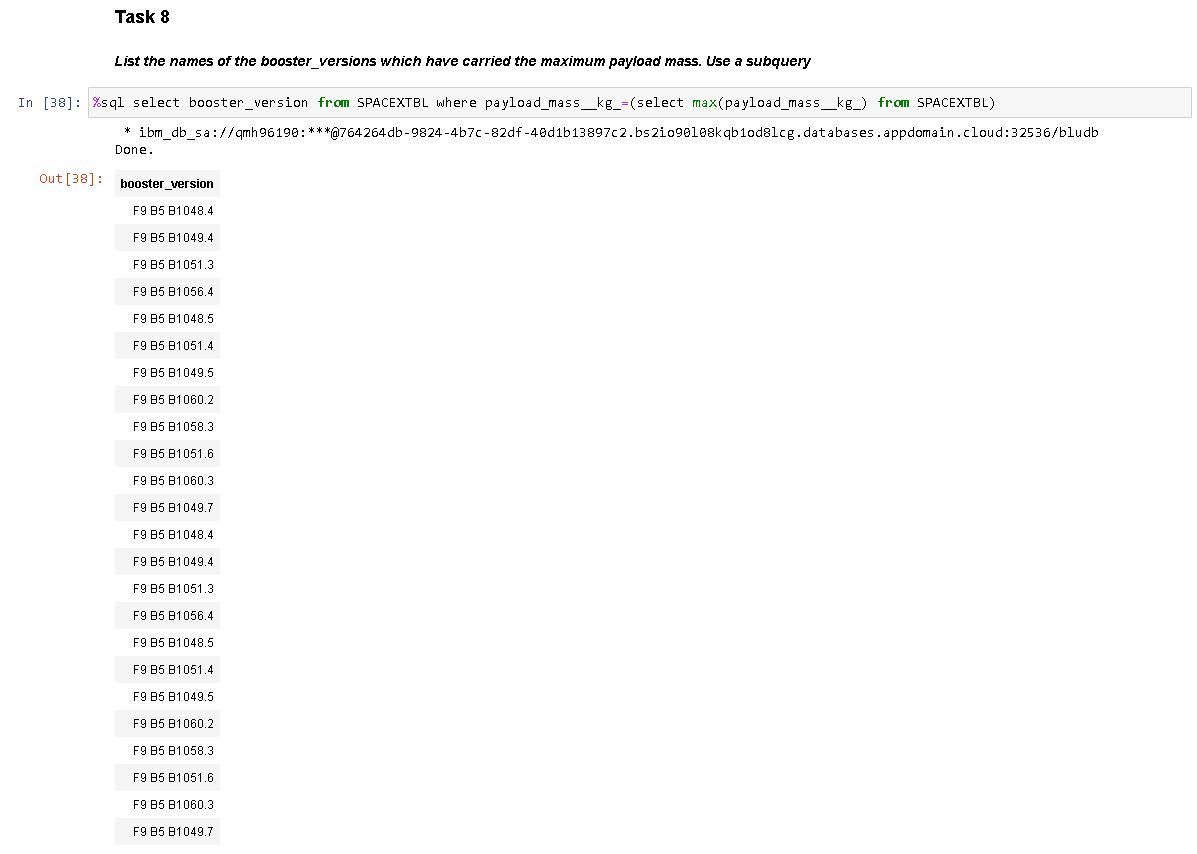 Task 8
List the names of the booster_versions which have carried the maximum payload mass. Use a subquery
In [38]: %sql select booster_version from SPACEXTBL where payload_mass__kg_=(select max(payload_mass__kg_) from SPACEXTBL)
* ibm_db_sa://qmh96190:***@764264db-9824-4b7c-82df-40d1b13897c2.bs2io90l08kqb1od8lcg.databases.appdomain.cloud:32536/bludb
Done.
Out[38]: booster_version
F9 B5 B1048.4
F9 B5 B1049.4
F9 B5 B1051.3
F9 B5 B1056.4
F9 B5 B1048.5
F9 B5 B1051.4
F9 B5 B1049.5
F9 B5 B1060.2
F9 B5 B1058.3
F9 B5 B1051.6
F9 B5 B1060.3
F9 B5 B1049.7
F9 B5 B1048.4
F9 B5 B1049.4
F9 B5 B1051.3
F9 B5 B1056.4
F9 B5 B1048.5
F9 B5 B1051.4
F9 B5 B1049.5
F9 B5 B1060.2
F9 B5 B1058.3
F9 B5 B1051.6
F9 B5 B1060.3
F9 B5 B1049.7